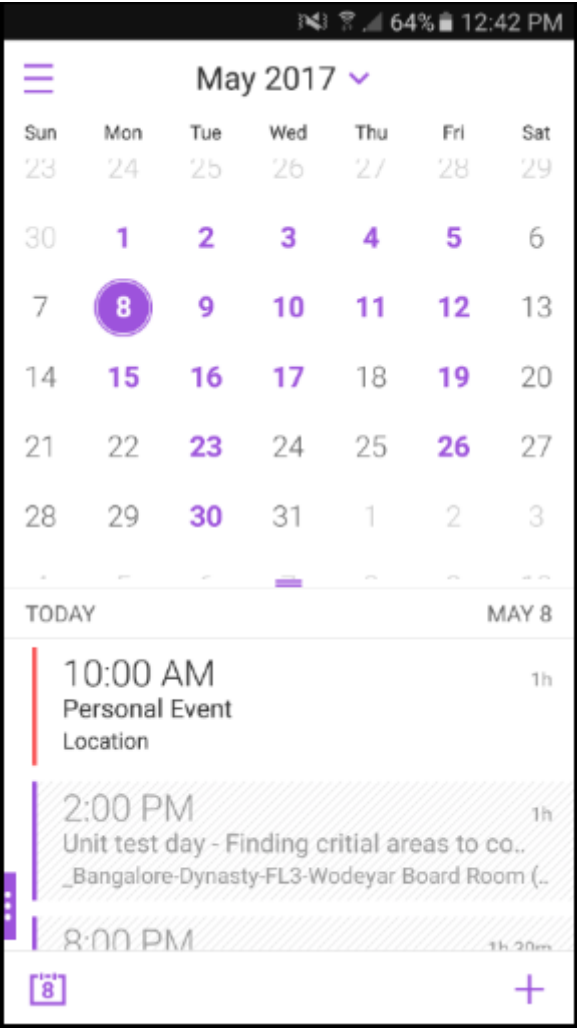 64% 12:42 PM
May 2017
Sun Mon Tue Wed Thu Fri Sat
23 24 25 26 27 28 29
30 1 2 3 4 5 6
7 8 9 10 11 12 13
14 15 16 17 18 19 20
21 22 23 24 25 26 27
28 29 30 31 1 2 3
TODAY MAY 8
10:00 AM 1h
Personal Event
Location
2:00 PM 1h
Unit test day - Finding critial areas to co..
_Bangalore-Dynasty-FL3-Wodeyar Board Room (..
8:00 PM 1h 30m
8